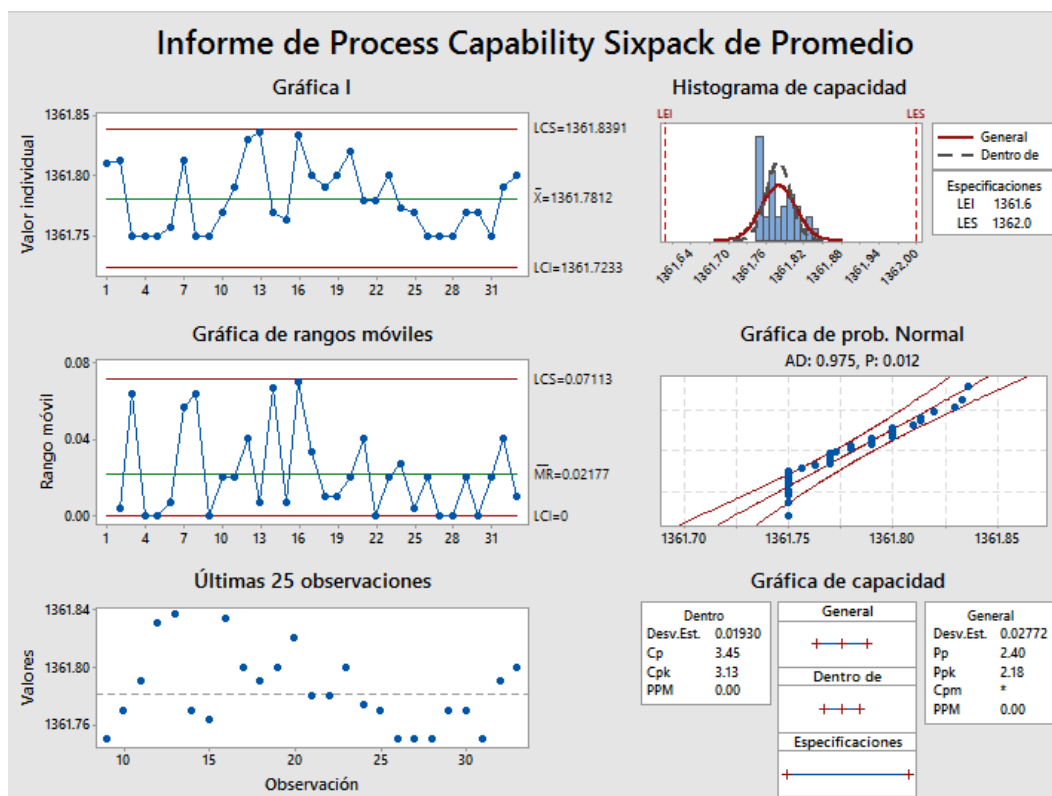 Informe de Process Capability Sixpack de Promedio
Gráfica I
Valor individual
1361.85
1361.80
1361.75
1 4 7 10 13 16 19 22 25 28 31
LCS=1361.8391
X̄=1361.7812
LCI=1361.7233
Histograma de capacidad
LEI LES
1361.64 1361.70 1361.76 1361.82 1361.88 1361.94 1362.00
General
Dentro de
Especificaciones
LEI 1361.6
LES 1362.0
Gráfica de rangos móviles
Rango móvil
0.08
0.04
0.00
1 4 7 10 13 16 19 22 25 28 31
LCS=0.07113
M̅R̅=0.02177
LCI=0
Gráfica de prob. Normal
AD: 0.975, P: 0.012
1361.70 1361.75 1361.80 1361.85
Últimas 25 observaciones
Valores
1361.84
1361.80
1361.76
10 15 20 25 30
Observación
Gráfica de capacidad
Dentro
Desv.Est. 0.01930
Cp 3.45
Cpk 3.13
PPM 0.00
General
Dentro de
Especificaciones
General
Desv.Est. 0.02772
Pp 2.40
Ppk 2.18
Cpm *
PPM 0.00